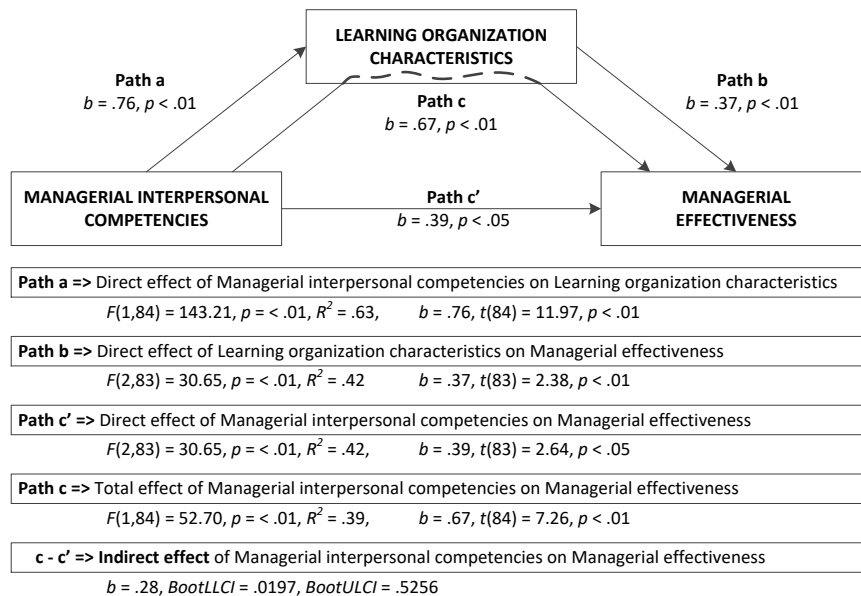 LEARNING ORGANIZATION
CHARACTERISTICS
Path a
b = .76, p < .01
Path c
b = .67, p < .01
Path b
b = .37, p < .01
MANAGERIAL INTERPERSONAL
COMPETENCIES
Path c’
b = .39, p < .05
MANAGERIAL
EFFECTIVENESS
Path a => Direct effect of Managerial interpersonal competencies on Learning organization characteristics
F(1,84) = 143.21, p = < .01, R² = .63, b = .76, t(84) = 11.97, p < .01
Path b => Direct effect of Learning organization characteristics on Managerial effectiveness
F(2,83) = 30.65, p = < .01, R² = .42 b = .37, t(83) = 2.38, p < .01
Path c’ => Direct effect of Managerial interpersonal competencies on Managerial effectiveness
F(2,83) = 30.65, p = < .01, R² = .42, b = .39, t(83) = 2.64, p < .05
Path c => Total effect of Managerial interpersonal competencies on Managerial effectiveness
F(1,84) = 52.70, p = < .01, R² = .39, b = .67, t(84) = 7.26, p < .01
c - c’ => Indirect effect of Managerial interpersonal competencies on Managerial effectiveness
b = .28, BootLLCI = .0197, BootULCI = .5256